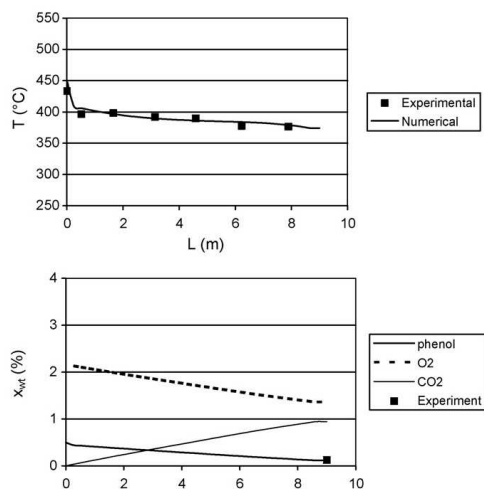 550
500
450
400
350
300
250
T (°C)
0 2 4 6 8 10
L (m)
Experimental
Numerical
4
3
2
1
0
x_wt (%)
0 2 4 6 8 10
phenol
O2
CO2
Experiment